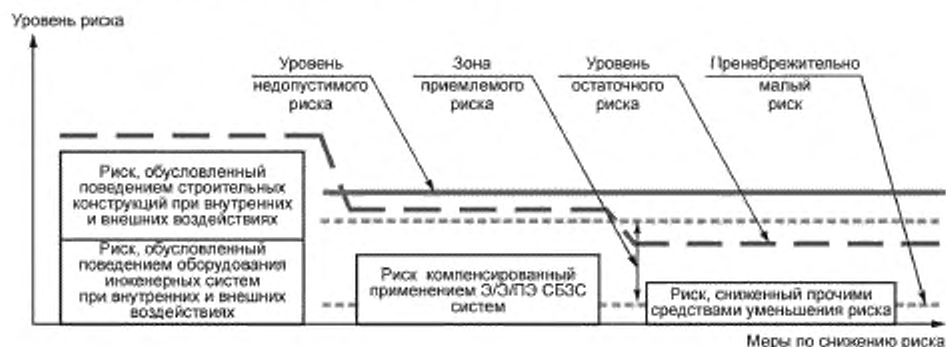 Уровень риска
Уровень
недопустимого
риска
Зона
приемлемого
риска
Уровень
остаточного
риска
Пренебрежительно
малый
риск
Риск, обусловленный
поведением строительных
конструкций при внутренних
и внешних воздействиях
Риск, обусловленный
поведением оборудования
инженерных систем
при внутренних и внешних
воздействиях
Риск компенсированный
применением Э/Э/ПЭ СБЗС
систем
Риск, сниженный прочими
средствами уменьшения риска
Меры по снижению риска